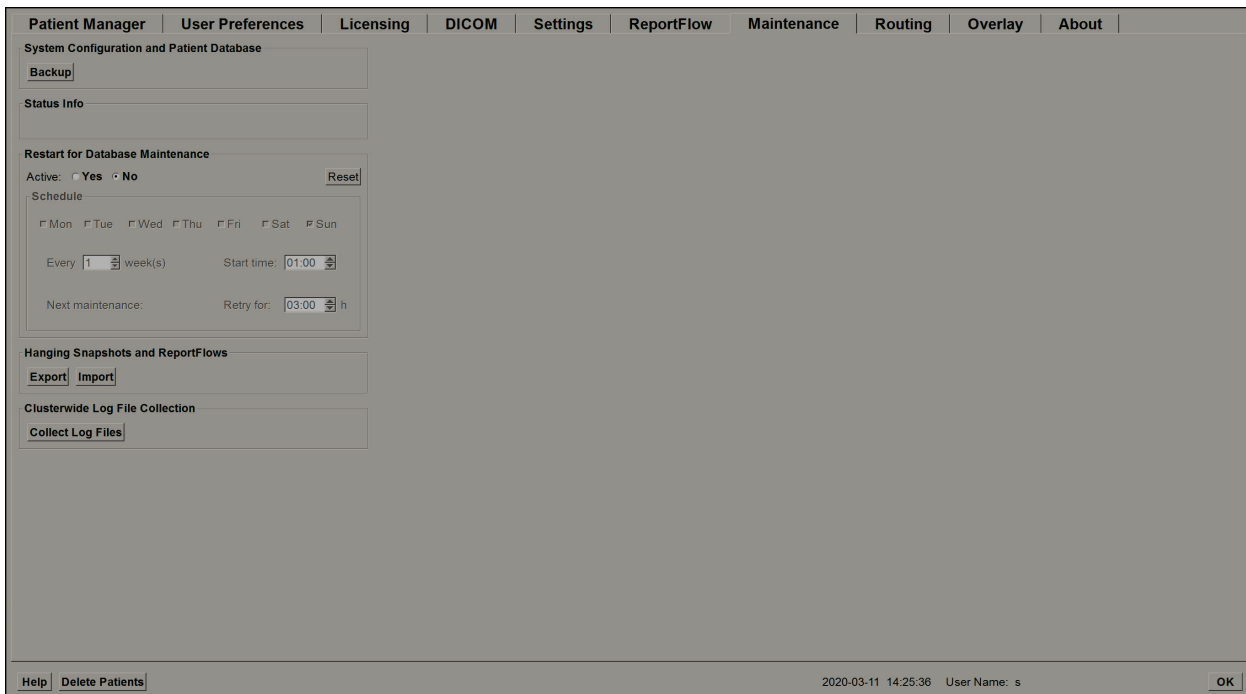 Patient Manager User Preferences Licensing DICOM Settings ReportFlow Maintenance Routing Overlay About
System Configuration and Patient Database
Backup
Status Info
Restart for Database Maintenance
Active: Yes No Reset
Schedule
Mon Tue Wed Thu Fri Sat Sun
Every 1 week(s) Start time: 01:00
Next maintenance: Retry for: 03:00 h
Hanging Snapshots and ReportFlows
Export Import
Clusterwide Log File Collection
Collect Log Files
Help Delete Patients 2020-03-11 14:25:36 User Name: s OK